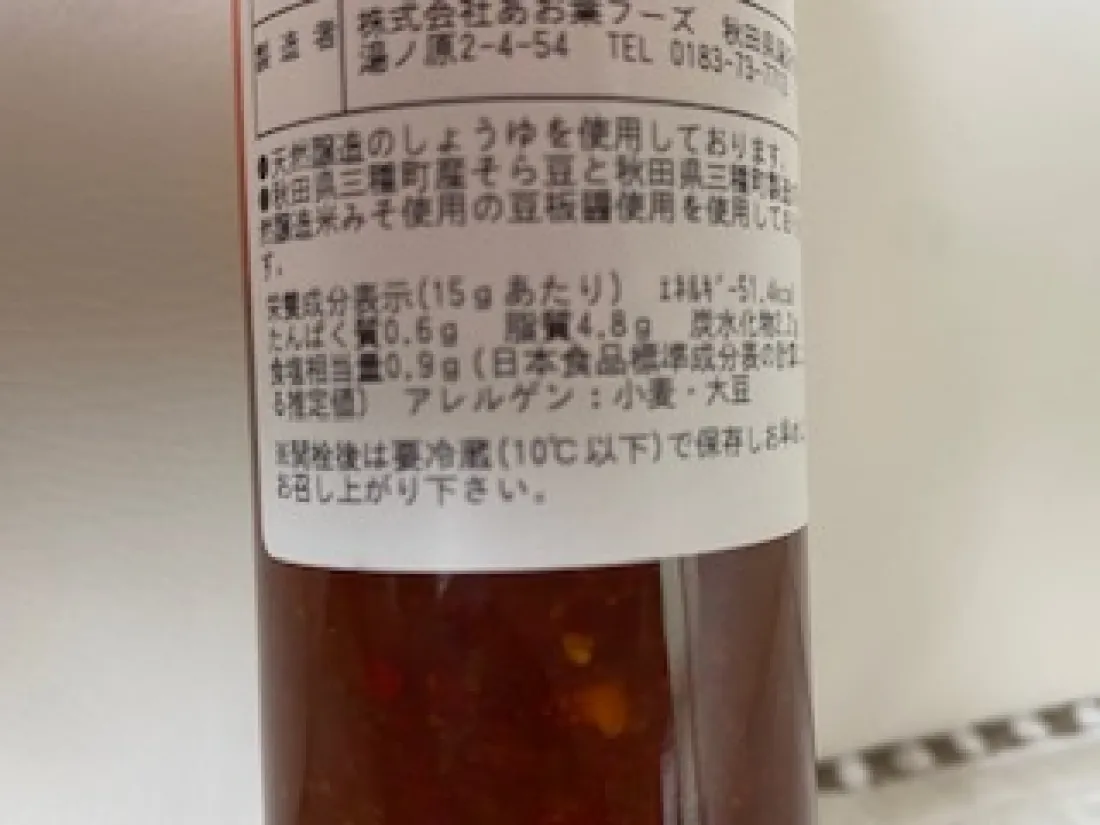 製造者
株式会社あお葉フーズ 秋田県
湯ノ原2-4-54 TEL 0183-73-77
●天然醸造のしょうゆを使用しております。
●秋田県三種町産そら豆と秋田県三種町製造
然醸造米みそ使用の豆板醤使用を使用してお
す。
栄養成分表示(15gあたり) エネルギー51.4kcal
たんぱく質0.6g 脂質4.8g 炭水化物2.2g
食塩相当量0.9g(日本食品標準成分表の計算
る推定値) アレルゲン:小麦・大豆
※開栓後は要冷蔵(10℃以下)で保存しお早め
お召し上がり下さい。